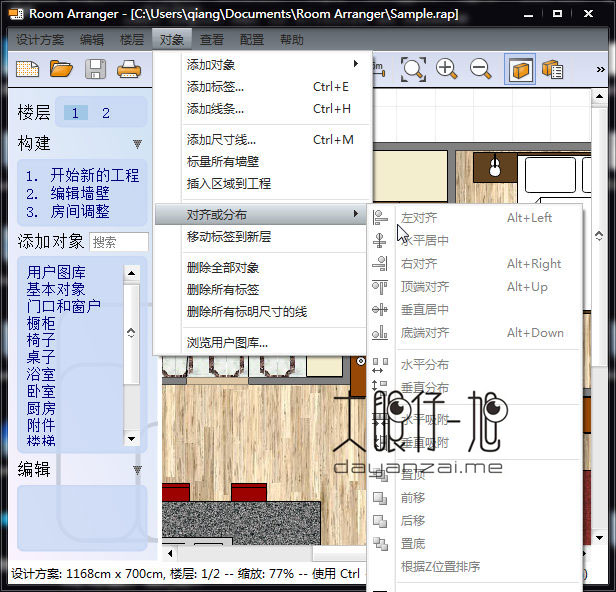 Room Arranger - [C:\Users\qiang\Documents\Room Arranger\Sample.rap]
设计方案 编辑 楼层 对象 查看 配置 帮助
楼层 1 2
构建
1. 开始新的工程
2. 编辑墙壁
3. 房间调整
添加对象 搜索
用户图库
基本对象
门口和窗户
橱柜
椅子
桌子
浴室
卧室
厨房
附件
楼梯
编辑
添加对象
添加标签... Ctrl+E
添加线条... Ctrl+H
添加尺寸线... Ctrl+M
标量所有墙壁
插入区域到工程
对齐或分布
移动标签到新层
删除全部对象
删除所有标签
删除所有标明尺寸的线
浏览用户图库...
左对齐 Alt+Left
水平居中
右对齐 Alt+Right
顶端对齐 Alt+Up
垂直居中
底端对齐 Alt+Down
水平分布
垂直分布
水平吸附
垂直吸附
置顶
前移
后移
置底
根据Z位置排序
大眼仔~旭
dayanzai.me
设计方案: 1168cm x 700cm, 楼层: 1/2 -- 缩放: 77% -- 使用 Ctrl